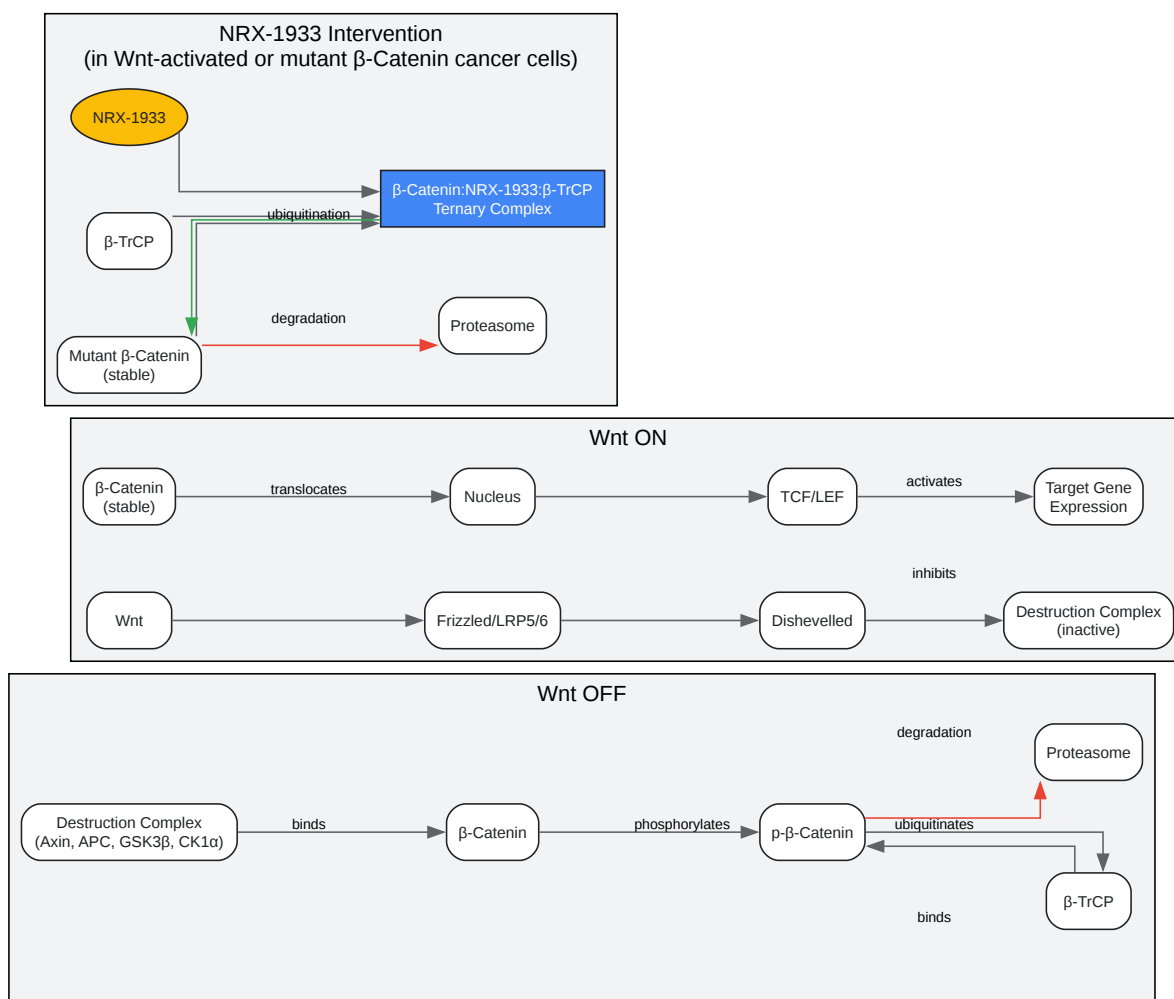 NRX-1933 Intervention
(in Wnt-activated or mutant β-Catenin cancer cells)
NRX-1933
β-Catenin:NRX-1933:β-TrCP
Ternary Complex
ubiquitination
β-TrCP
degradation
Proteasome
Mutant β-Catenin
(stable)
Wnt ON
β-Catenin
(stable)
translocates
Nucleus
TCF/LEF
activates
Target Gene
Expression
inhibits
Wnt
Frizzled/LRP5/6
Dishevelled
Destruction Complex
(inactive)
Wnt OFF
degradation
Proteasome
Destruction Complex
(Axin, APC, GSK3β, CK1α)
binds
β-Catenin
phosphorylates
p-β-Catenin
ubiquitinates
β-TrCP
binds